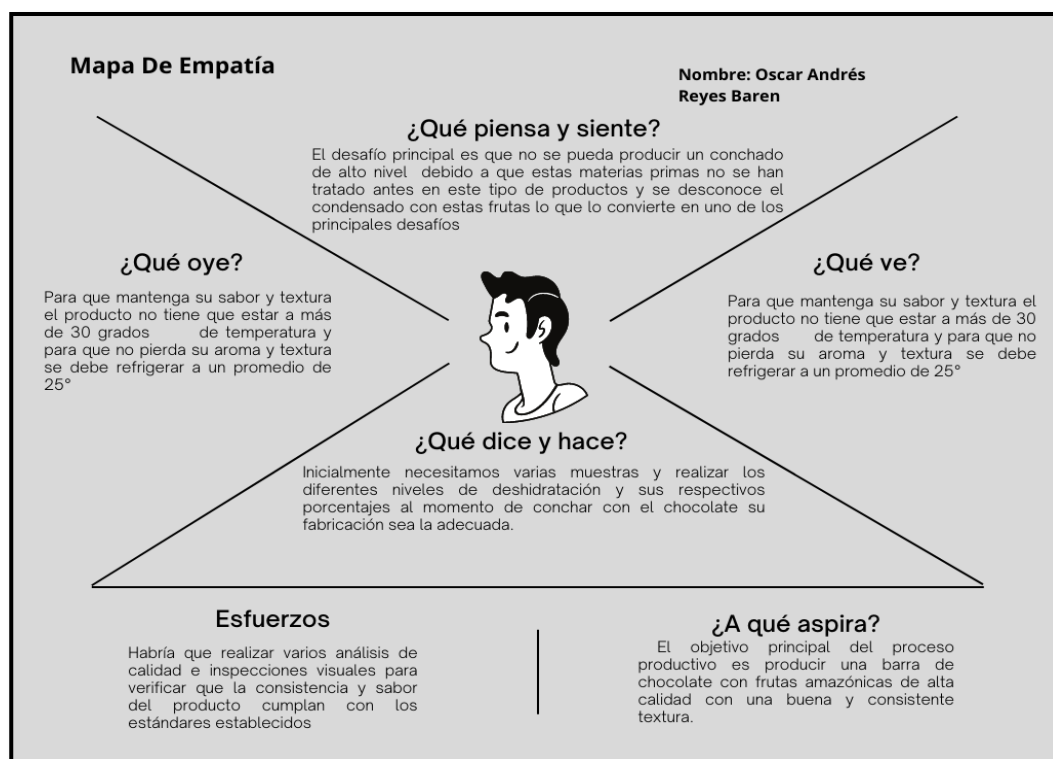 Mapa De Empatía
Nombre: Oscar Andrés
Reyes Baren
¿Qué piensa y siente?
El desafío principal es que no se pueda producir un conchado
de alto nivel debido a que estas materias primas no se han
tratado antes en este tipo de productos y se desconoce el
condensado con estas frutas lo que lo convierte en uno de los
principales desafíos
¿Qué oye?
Para que mantenga su sabor y textura
el producto no tiene que estar a más
de 30 grados de temperatura y
para que no pierda su aroma y textura
se debe refrigerar a un promedio de
25°
¿Qué ve?
Para que mantenga su sabor y textura el
producto no tiene que estar a más de 30
grados de temperatura y para que no
pierda su aroma y textura se debe
refrigerar a un promedio de 25°
¿Qué dice y hace?
Inicialmente necesitamos varias muestras y realizar los
diferentes niveles de deshidratación y sus respectivos
porcentajes al momento de conchar con el chocolate su
fabricación sea la adecuada.
Esfuerzos
Habría que realizar varios análisis de
calidad e inspecciones visuales para
verificar que la consistencia y sabor
del producto cumplan con los
estándares establecidos
¿A qué aspira?
El objetivo principal del proceso
productivo es producir una barra de
chocolate con frutas amazónicas de alta
calidad con una buena y consistente
textura.